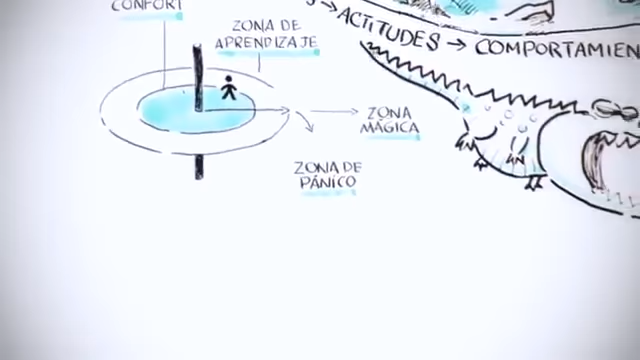 CONFORT
ZONA DE
APRENDIZAJE
ACTITUDES → COMPORTAMIEN
ZONA
MÁGICA
ZONA DE
PÁNICO